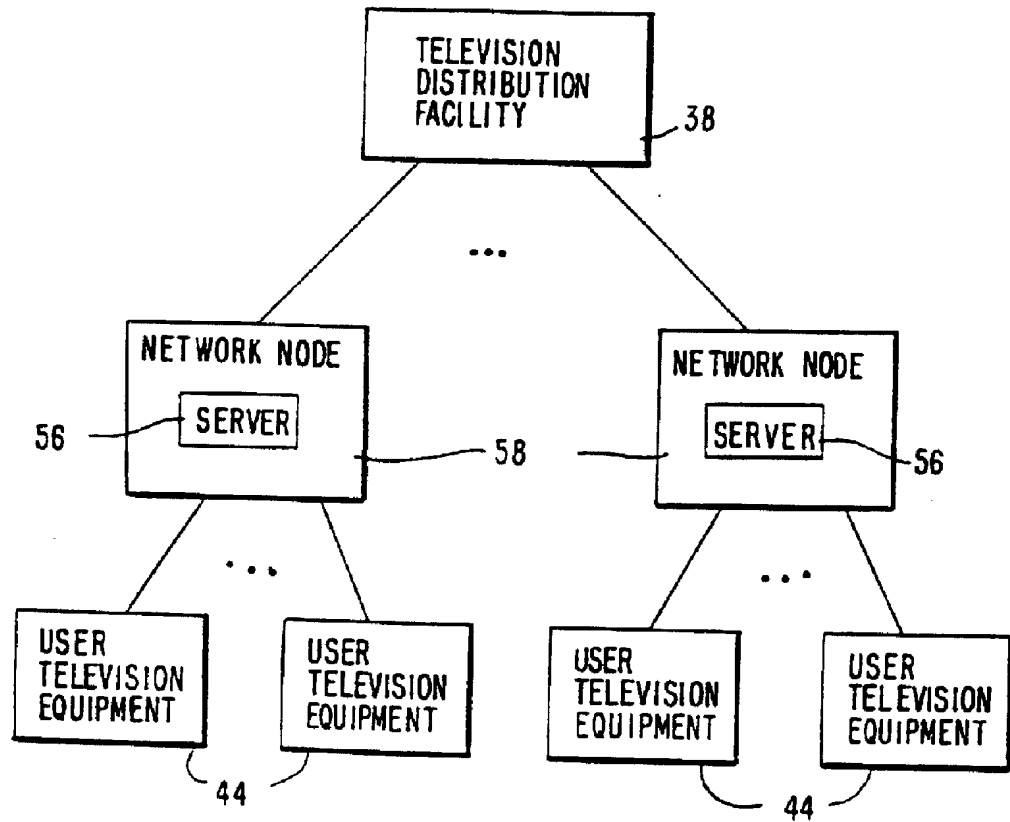 TELEVISION
DISTRIBUTION
FACILITY
38
NETWORK NODE
SERVER
56
58
NETWORK NODE
SERVER
56
USER
TELEVISION
EQUIPMENT
USER
TELEVISION
EQUIPMENT
44
USER
TELEVISION
EQUIPMENT
USER
TELEVISION
EQUIPMENT
44